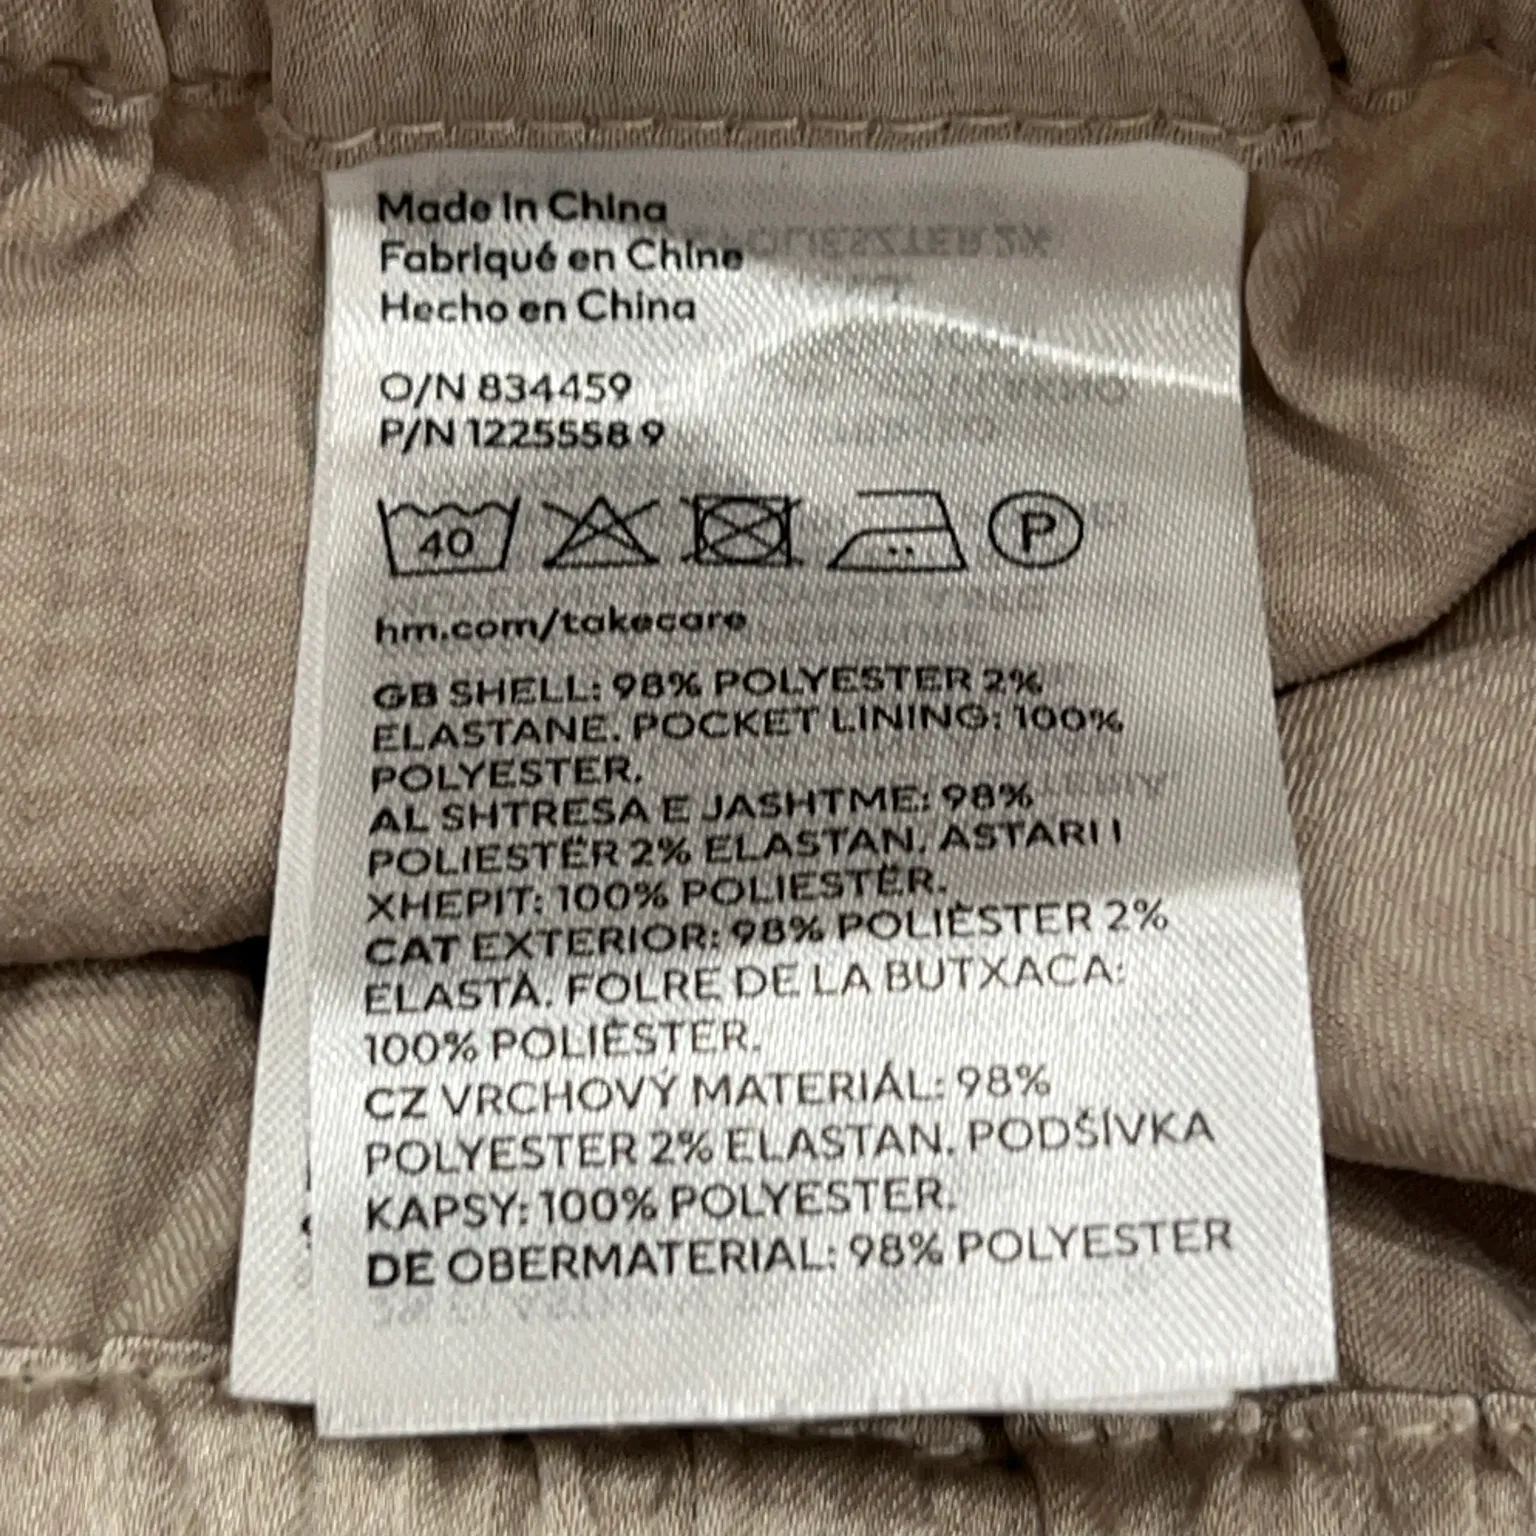 Made in China
Fabriqué en Chine
Hecho en China
O/N 834459
P/N 1225558 9
40
P
hm.com/takecare
GB SHELL: 98% POLYESTER 2%
ELASTANE. POCKET LINING: 100%
POLYESTER.
AL SHTRESA E JASHTME: 98%
POLIESTËR 2% ELASTAN. ASTARI I
XHEPIT: 100% POLIESTËR.
CAT EXTERIOR: 98% POLIÈSTER 2%
ELASTÀ. FOLRE DE LA BUTXACA:
100% POLIÈSTER.
CZ VRCHOVÝ MATERIÁL: 98%
POLYESTER 2% ELASTAN. PODŠÍVKA
KAPSY: 100% POLYESTER.
DE OBERMATERIAL: 98% POLYESTER